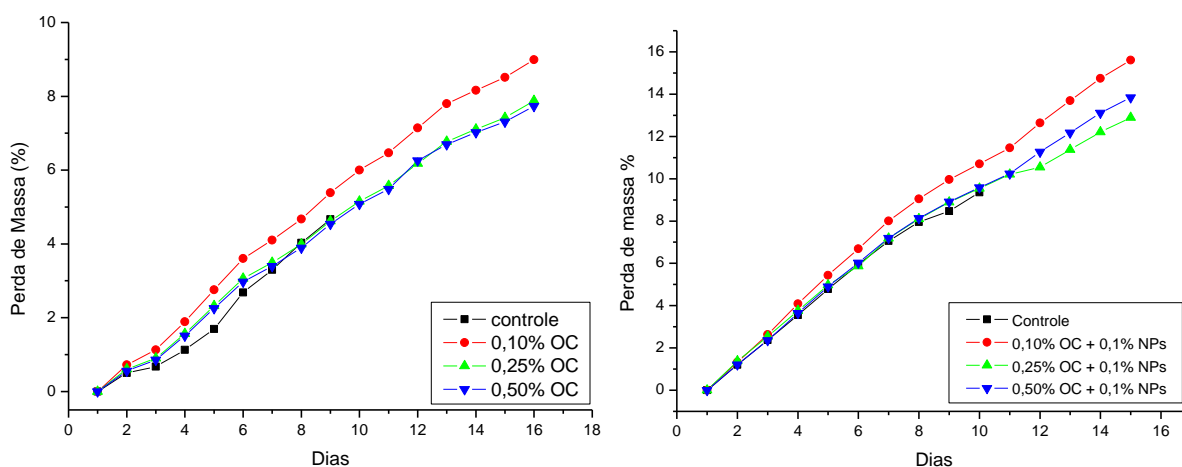 Perda de Massa (%)
10
8
6
4
2
0
0 2 4 6 8 10 12 14 16 18
Dias
controle
0,10% OC
0,25% OC
0,50% OC
Perda de massa %
16
14
12
10
8
6
4
2
0
0 2 4 6 8 10 12 14 16
Dias
Controle
0,10% OC + 0,1% NPs
0,25% OC + 0,1% NPs
0,50% OC + 0,1% NPs